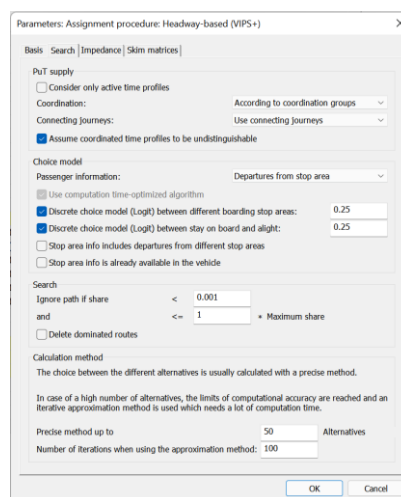 Parameters: Assignment procedure: Headway-based (VIPS+)
Basis Search Impedance Skim matrices
PuT supply
Consider only active time profiles
Coordination: According to coordination groups
Connecting journeys: Use connecting journeys
Assume coordinated time profiles to be undistinguishable
Choice model
Passenger information: Departures from stop area
Use computation time-optimized algorithm
Discrete choice model (Logit) between different boarding stop areas: 0.25
Discrete choice model (Logit) between stay on board and alight: 0.25
Stop area info includes departures from different stop areas
Stop area info is already available in the vehicle
Search
Ignore path if share < 0.001
and <= 1 * Maximum share
Delete dominated routes
Calculation method
The choice between the different alternatives is usually calculated with a precise method.
In case of a high number of alternatives, the limits of computational accuracy are reached and an
iterative approximation method is used which needs a lot of computation time.
Precise method up to 50 Alternatives
Number of iterations when using the approximation method: 100
OK Cancel